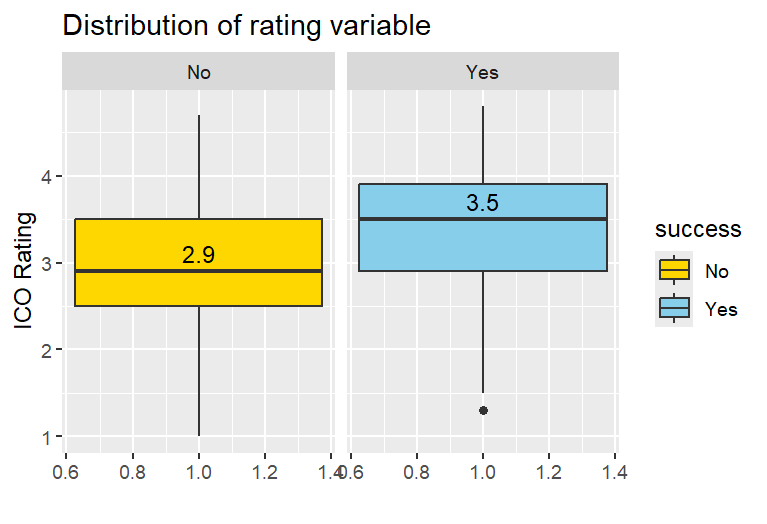 Distribution of rating variable
No
Yes
ICO Rating
4
3
2
1
2.9
3.5
0.6
0.8
1.0
1.2
1.4
0.6
0.8
1.0
1.2
1.4
success
No
Yes